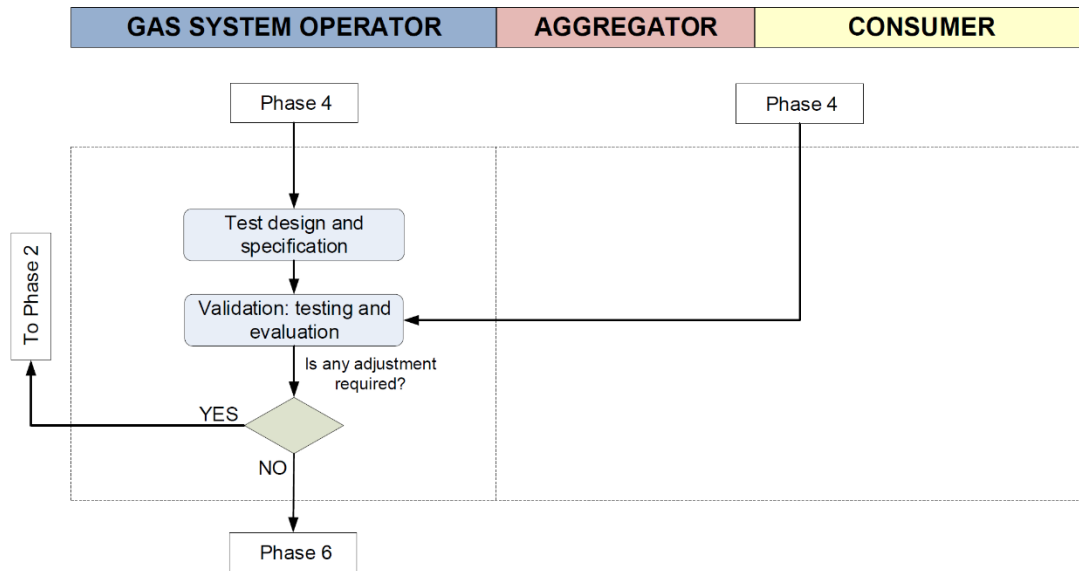 GAS SYSTEM OPERATOR
AGGREGATOR
CONSUMER
Phase 4
Phase 4
Test design and
specification
To Phase 2
Validation: testing and
evaluation
Is any adjustment
required?
YES
NO
Phase 6